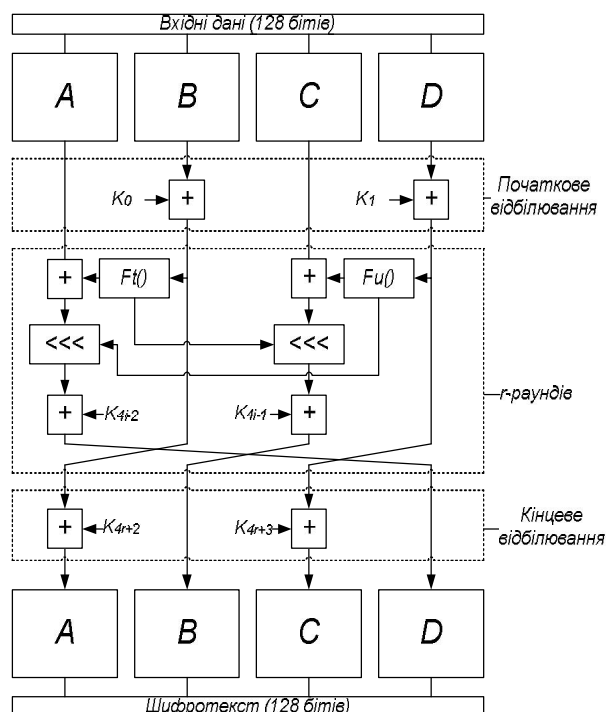 Вхідні дані (128 бітів)
A B C D
K0 + K1 +
Початкове
відбілювання
+ Ft() + Fu()
<<< <<<
+ K4i-2 K4i-1 +
r-раундів
+ K4r+2 K4r+3 +
Кінцеве
відбілювання
A B C D
Шифротекст (128 бітів)